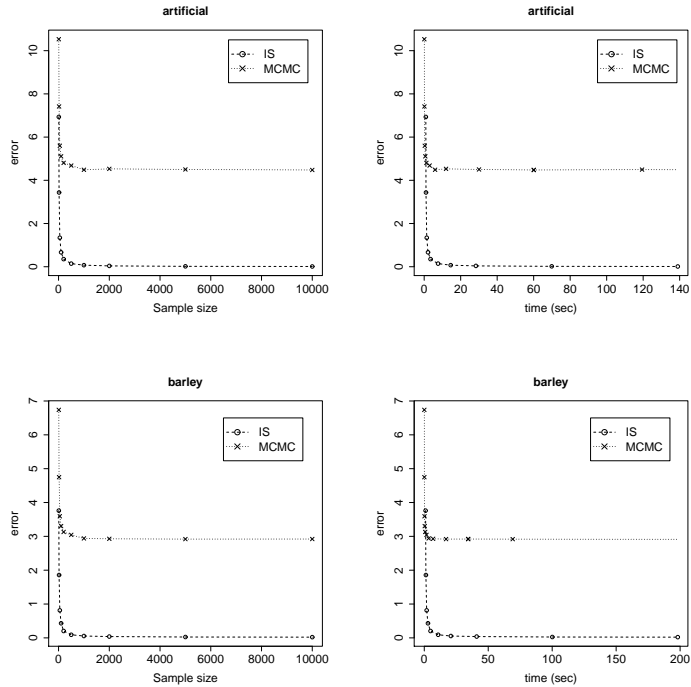 artificial
error
10
8
6
4
2
0
IS
MCMC
0 2000 4000 6000 8000 10000
Sample size
artificial
error
10
8
6
4
2
0
IS
MCMC
0 20 40 60 80 100 120 140
time (sec)
barley
error
7
6
5
4
3
2
1
0
IS
MCMC
0 2000 4000 6000 8000 10000
Sample size
barley
error
7
6
5
4
3
2
1
0
IS
MCMC
0 50 100 150 200
time (sec)